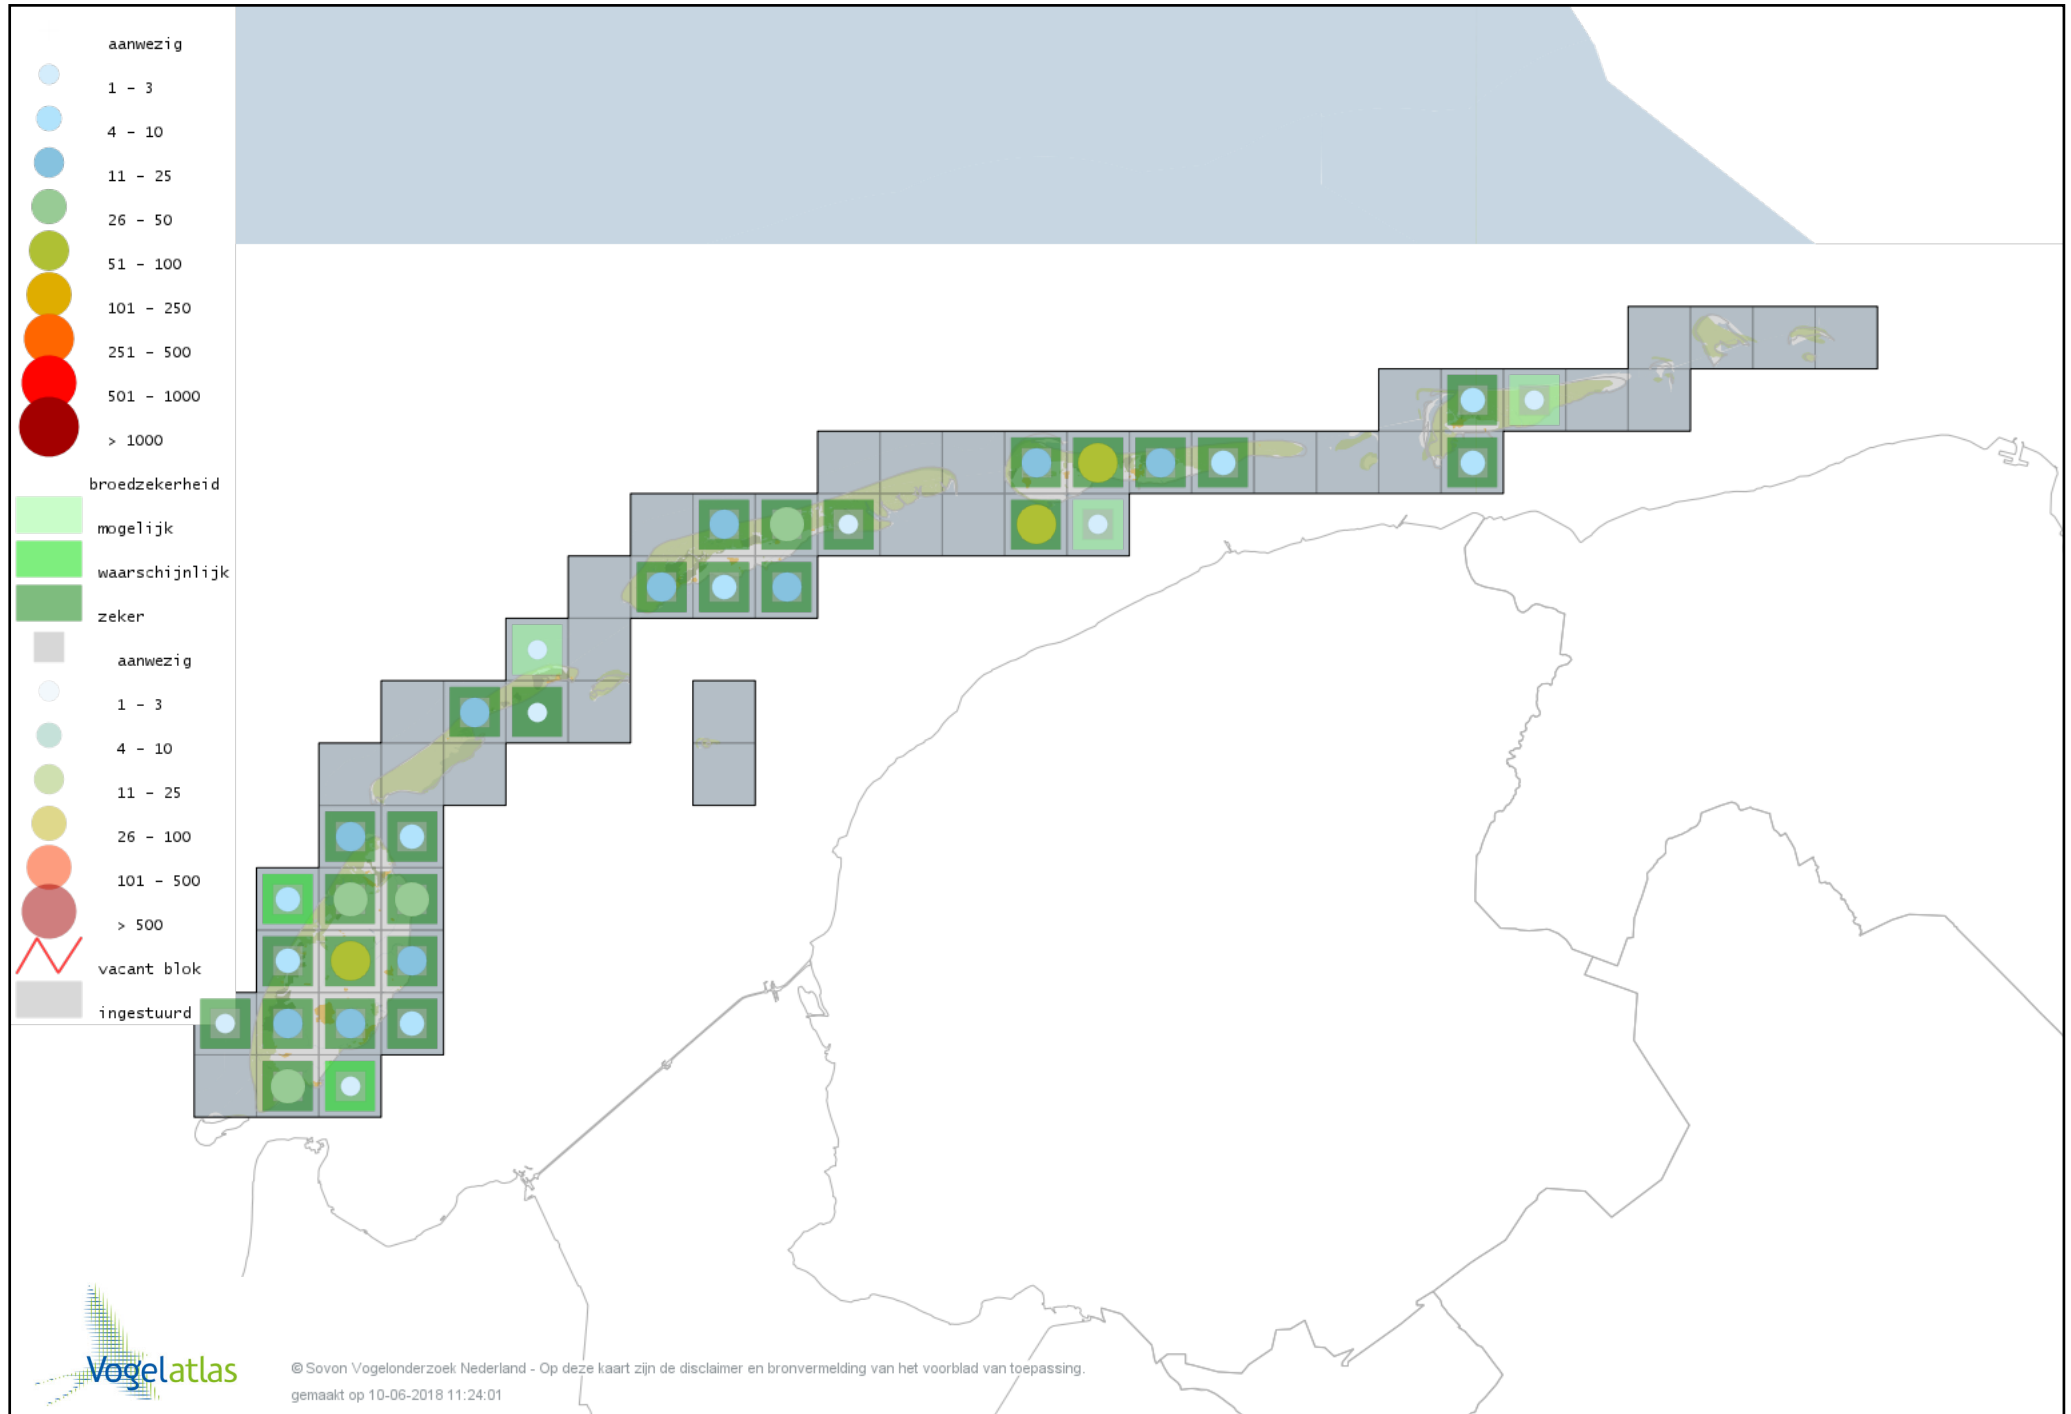 aanwezig
1 - 3
4 - 10
11 - 25
26 - 50
51 - 100
101 - 250
251 - 500
501 - 1000
> 1000
broedzekerheid
mogelijk
waarschijnlijk
zeker
aanwezig
1 - 3
4 - 10
11 - 25
26 - 100
101 - 500
> 500
vacant blok
ingestuurd
Vogelatlas
© Sovon Vogelonderzoek Nederland - Op deze kaart zijn de disclaimer en bronvermelding van het voorblad van toepassing.
gemaakt op 10-06-2018 11:24:01